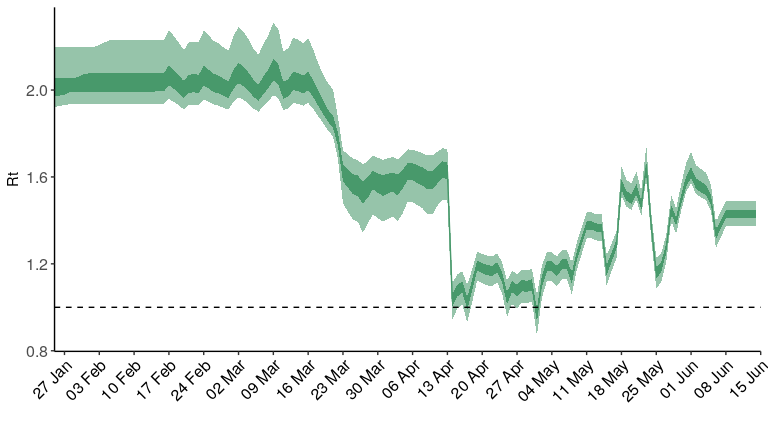 Rt
2.0
1.6
1.2
0.8
27 Jan
03 Feb
10 Feb
17 Feb
24 Feb
02 Mar
09 Mar
16 Mar
23 Mar
30 Mar
06 Apr
13 Apr
20 Apr
27 Apr
04 May
11 May
18 May
25 May
01 Jun
08 Jun
15 Jun